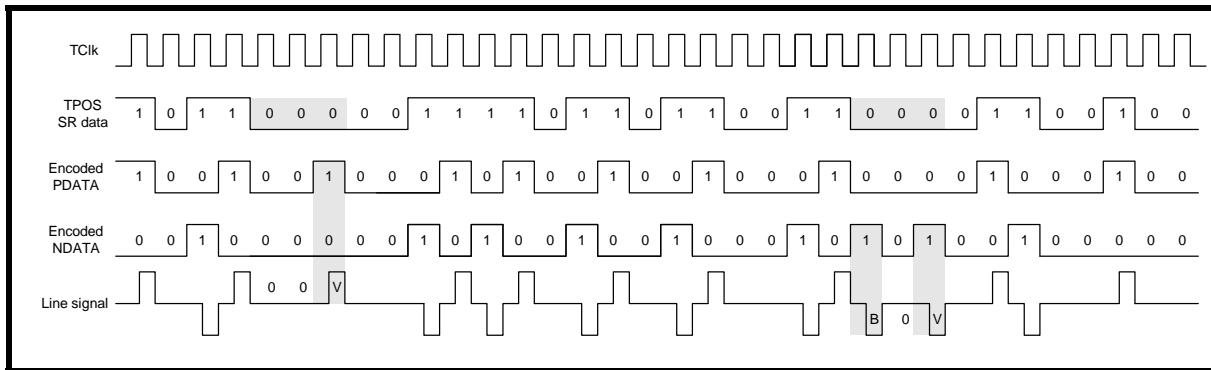 TClk
TPOS
SR data
1 0 1 1 0 0 0 0 0 1 1 1 1 0 1 1 0 1 1 0 0 1 1 0 0 0 0 1 1 0 0 1 0 0
Encoded
PDATA
1 0 0 1 0 0 1 0 0 0 1 0 1 0 0 1 0 0 1 0 0 0 1 0 0 0 0 1 0 0 0 1 0 0
Encoded
NDATA
0 0 1 0 0 0 0 0 0 1 0 1 0 0 1 0 0 1 0 0 0 1 0 1 0 1 0 0 1 0 0 0 0 0
Line signal
0 0 V
B 0 V